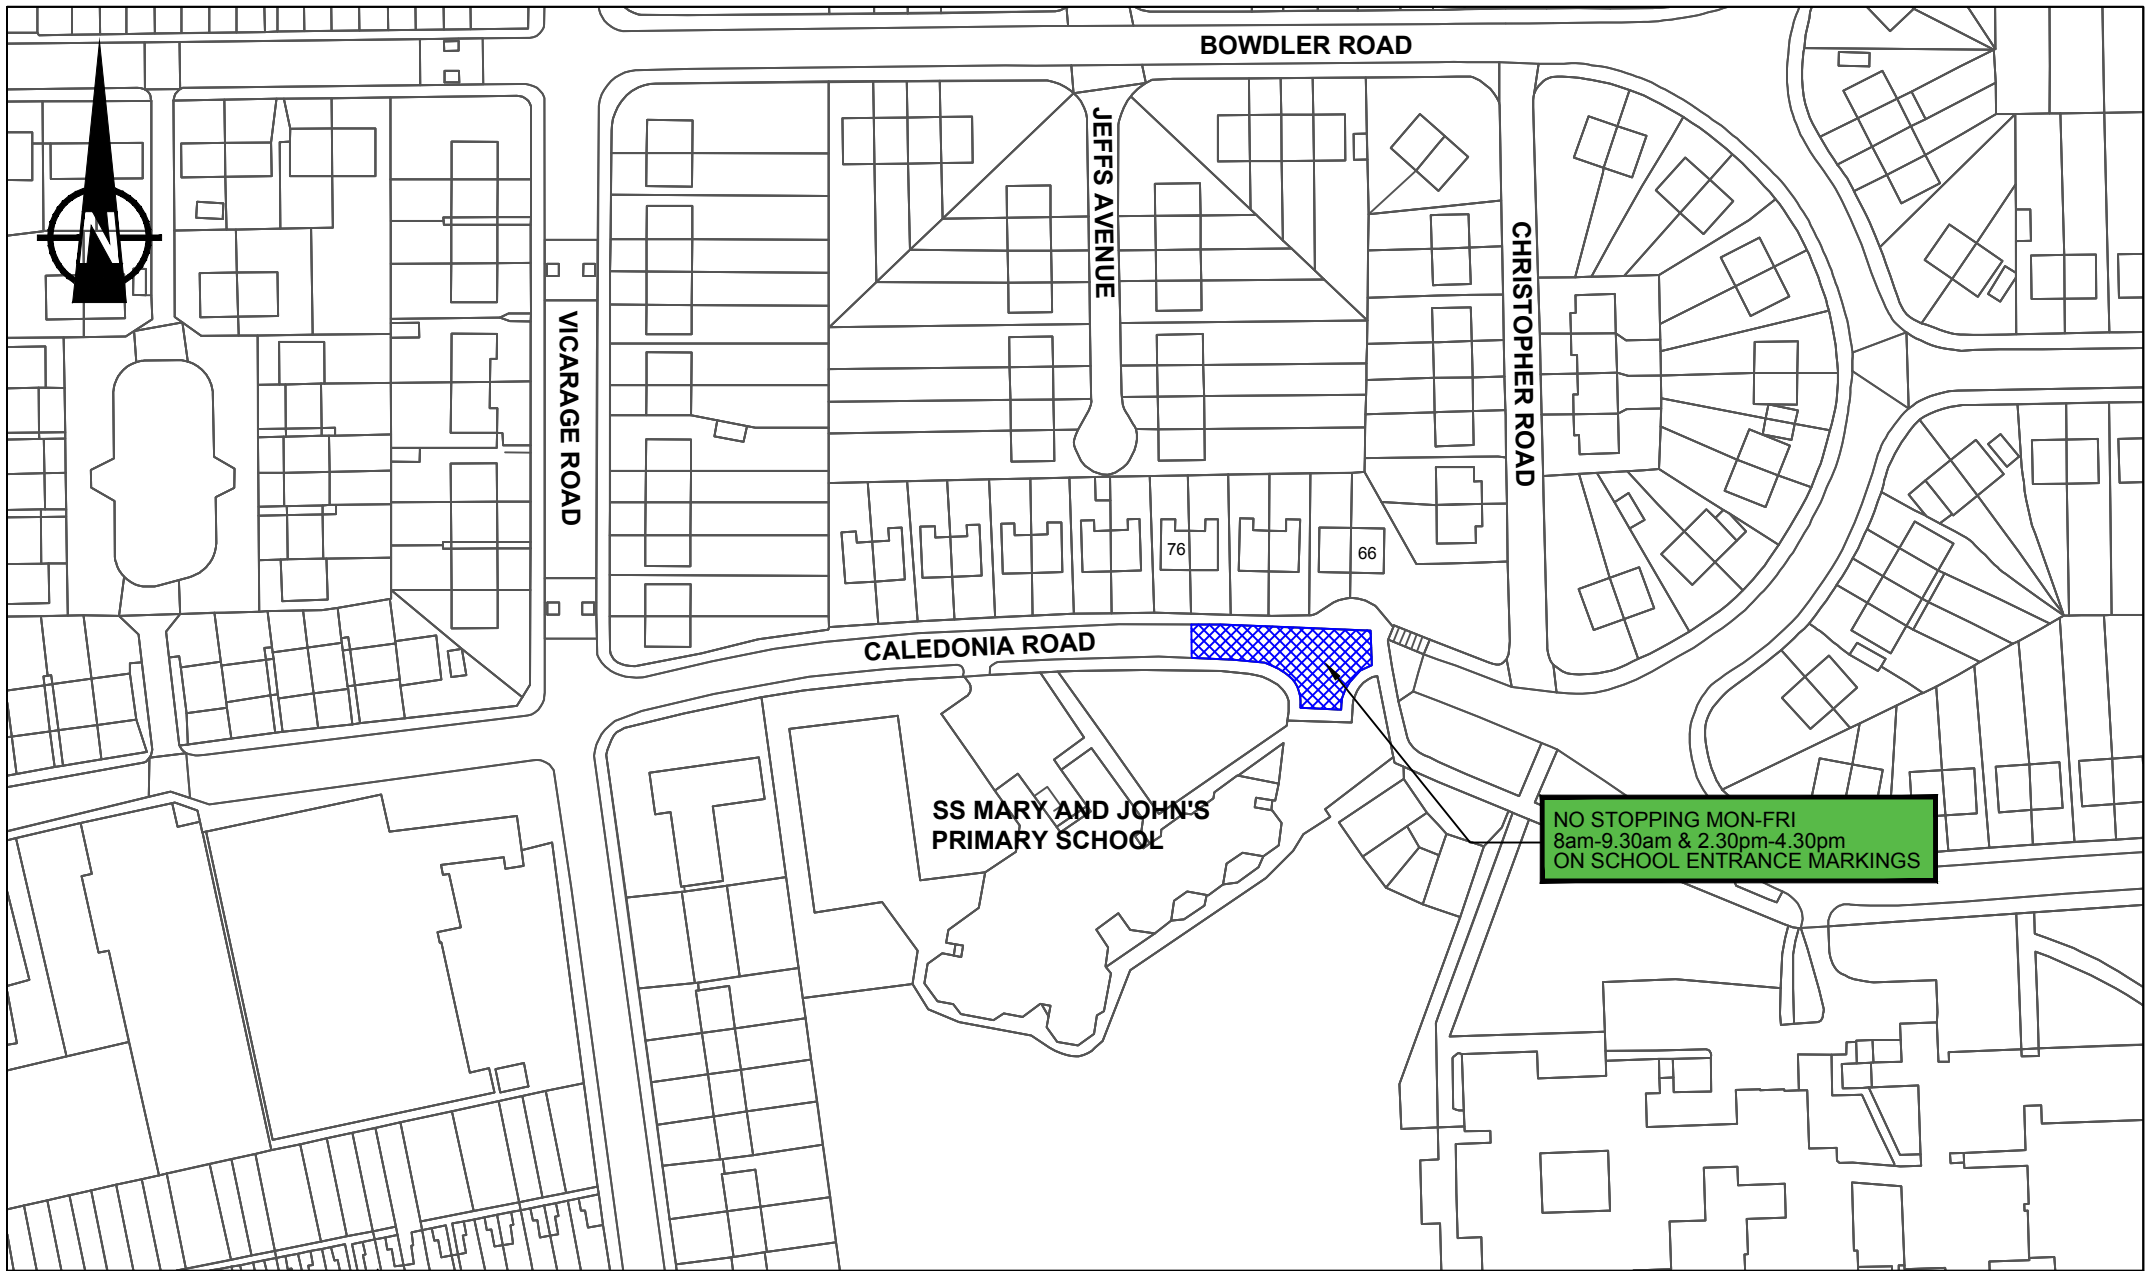 BOWDLER ROAD
JEFFS AVENUE
N
CHRISTOPHER ROAD
VICARAGE ROAD
76
66
CALEDONIA ROAD
SS MARY AND JOHN'S
PRIMARY SCHOOL
NO STOPPING MON-FRI
8am-9.30am & 2.30pm-4.30pm
ON SCHOOL ENTRANCE MARKINGS